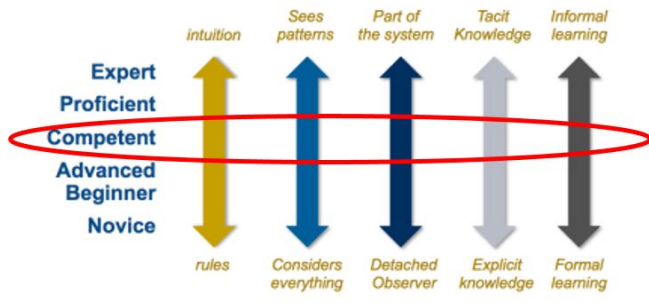 intuition
Sees
patterns
Part of
the system
Tacit
Knowledge
Informal
learning
Expert
Proficient
Competent
Advanced
Beginner
Novice
rules
Considers
everything
Detached
Observer
Explicit
knowledge
Formal
learning